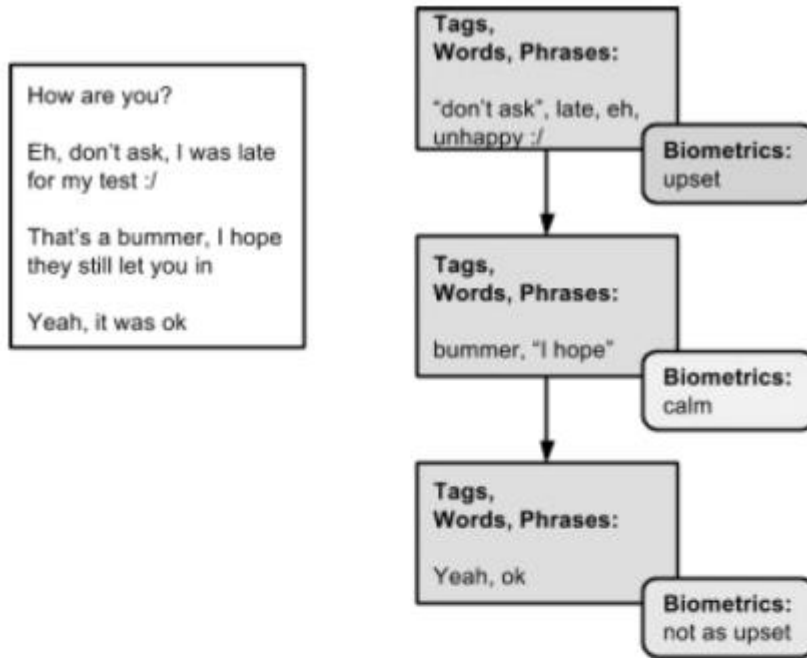 How are you?
Eh, don't ask, I was late
for my test :/
That's a bummer, I hope
they still let you in
Yeah, it was ok
Tags,
Words, Phrases:
"don't ask", late, eh,
unhappy :/
Biometrics:
upset
Tags,
Words, Phrases:
bummer, "I hope"
Biometrics:
calm
Tags,
Words, Phrases:
Yeah, ok
Biometrics:
not as upset